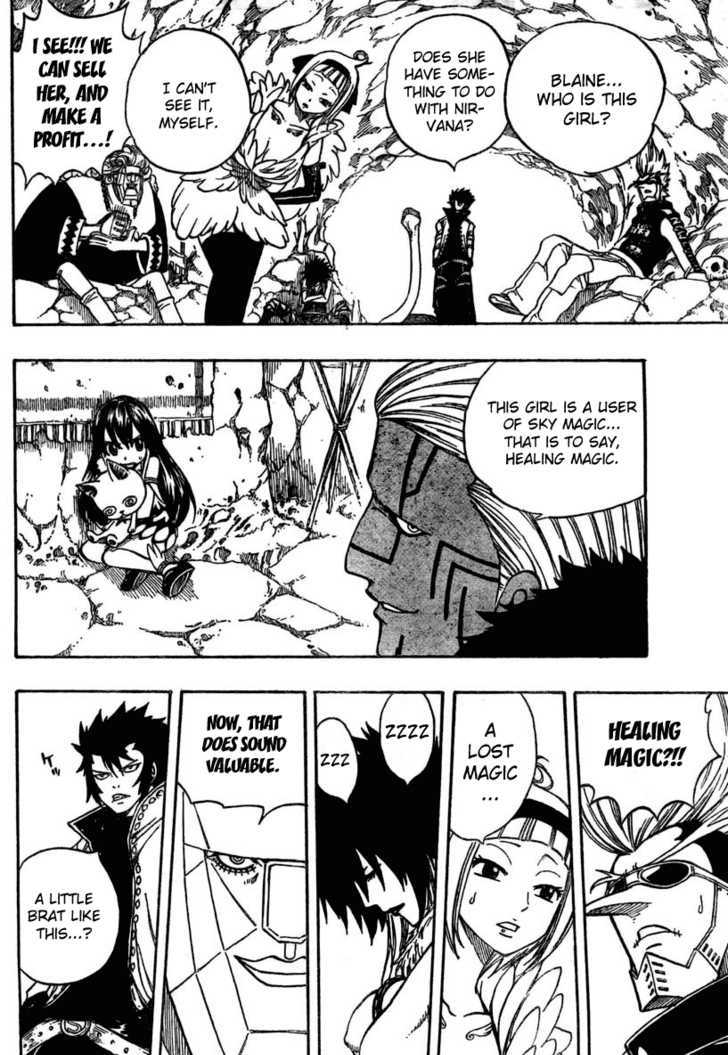 BLAINE...
WHO IS THIS
GIRL?
DOES SHE
HAVE SOME-
THING TO DO
WITH NIR-
VANA?
I CAN'T
SEE IT,
MYSELF.
I SEE!!! WE
CAN SELL
HER, AND
MAKE A
PROFIT...!
THIS GIRL IS A USER
OF SKY MAGIC...
THAT IS TO SAY,
HEALING MAGIC.
HEALING
MAGIC?!!
A
LOST
MAGIC
...
ZZZZ
ZZZ
NOW, THAT
DOES SOUND
VALUABLE.
A LITTLE
BRAT LIKE
THIS...?